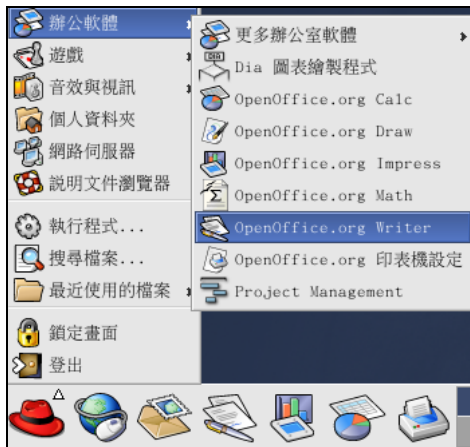 辦公軟體
遊戲
音效與視訊
個人資料夾
網路伺服器
說明文件瀏覽器
執行程式...
搜尋檔案...
最近使用的檔案
鎖定畫面
登出
更多辦公室軟體
Dia 圖表繪製程式
OpenOffice.org Calc
OpenOffice.org Draw
OpenOffice.org Impress
OpenOffice.org Math
OpenOffice.org Writer
OpenOffice.org 印表機設定
Project Management